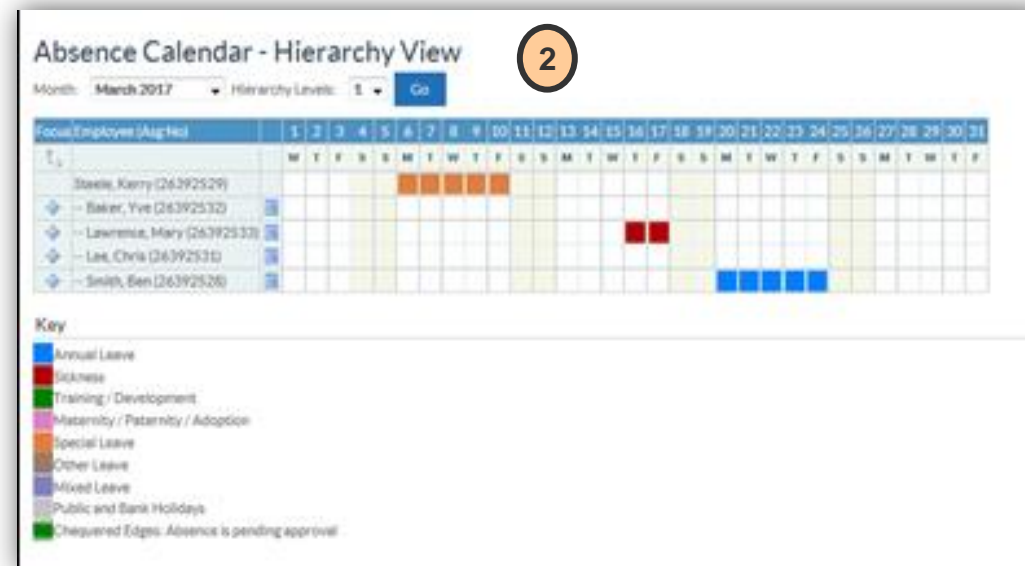 Absence Calendar - Hierarchy View
2
Month: March 2017 Hierarchy Levels: 1 Go
Focus Employee (Asg No) 1 2 3 4 5 6 7 8 9 10 11 12 13 14 15 16 17 18 19 20 21 22 23 24 25 26 27 28 29 30 31
W T F S S M T W T F S S M T W T F S S M T W T F S S M T W T F
Steele, Kerry (26392529)
-- Baker, Yve (26392532)
-- Lawrence, Mary (26392533)
-- Lee, Chris (26392531)
-- Smith, Ben (26392528)
Key
Annual Leave
Sickness
Training / Development
Maternity / Paternity / Adoption
Special Leave
Other Leave
Mixed Leave
Public and Bank Holidays
Chequered Edges: Absence is pending approval